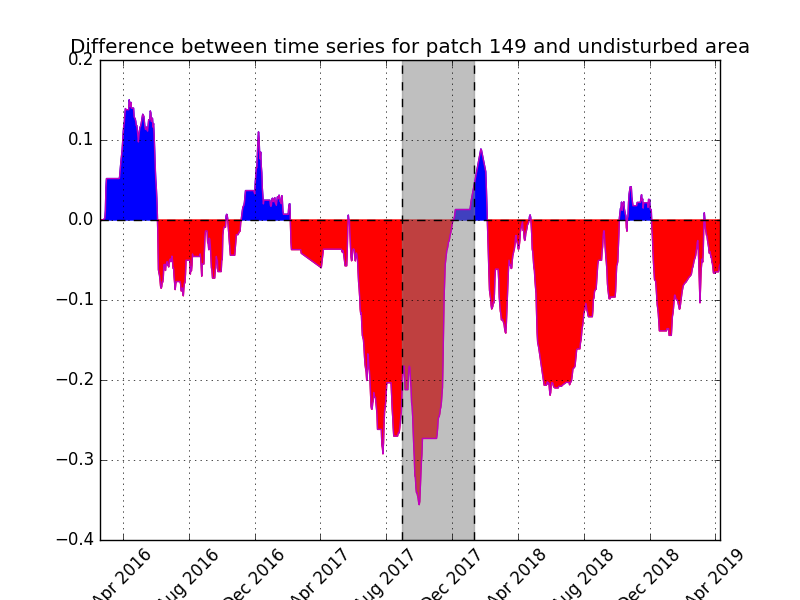 Difference between time series for patch 149 and undisturbed area
0.2
0.1
0.0
−0.1
−0.2
−0.3
−0.4
Apr 2016
Aug 2016
Dec 2016
Apr 2017
Aug 2017
Dec 2017
Apr 2018
Aug 2018
Dec 2018
Apr 2019